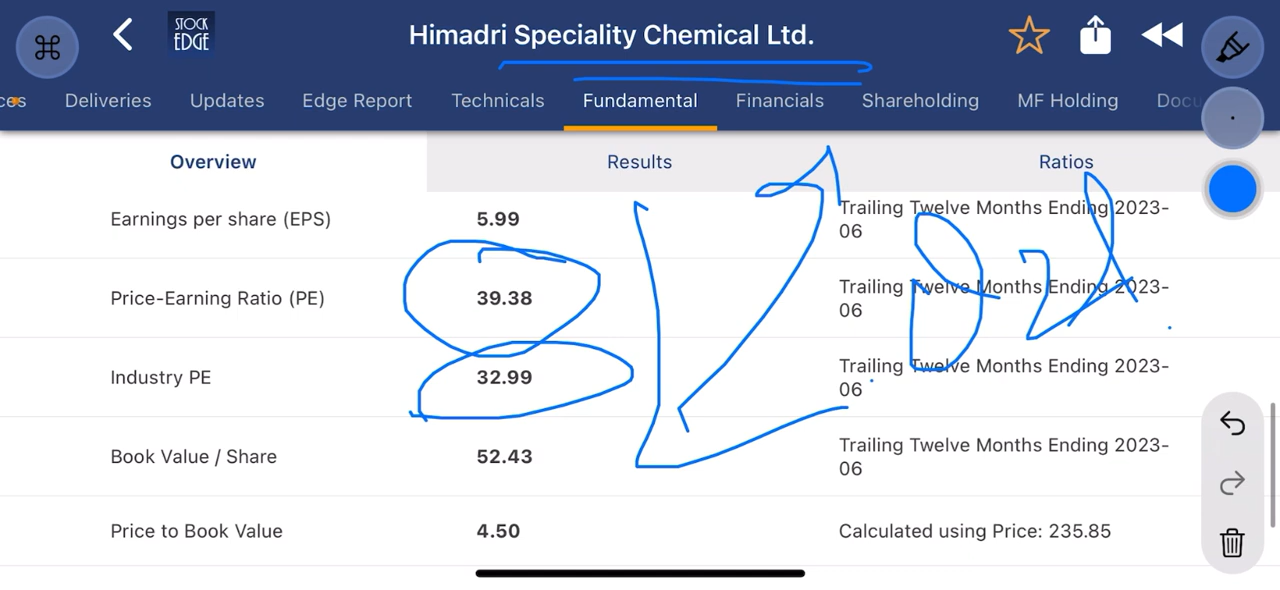 STOCK
EDGE
Himadri Speciality Chemical Ltd.
Deliveries Updates Edge Report Technicals Fundamental Financials Shareholding MF Holding
Overview Results Ratios
Earnings per share (EPS) 5.99 Trailing Twelve Months Ending 2023-
06
Price-Earning Ratio (PE) 39.38 Trailing Twelve Months Ending 2023-
06
Industry PE 32.99 Trailing Twelve Months Ending 2023-
06
Book Value / Share 52.43 Trailing Twelve Months Ending 2023-
06
Price to Book Value 4.50 Calculated using Price: 235.85